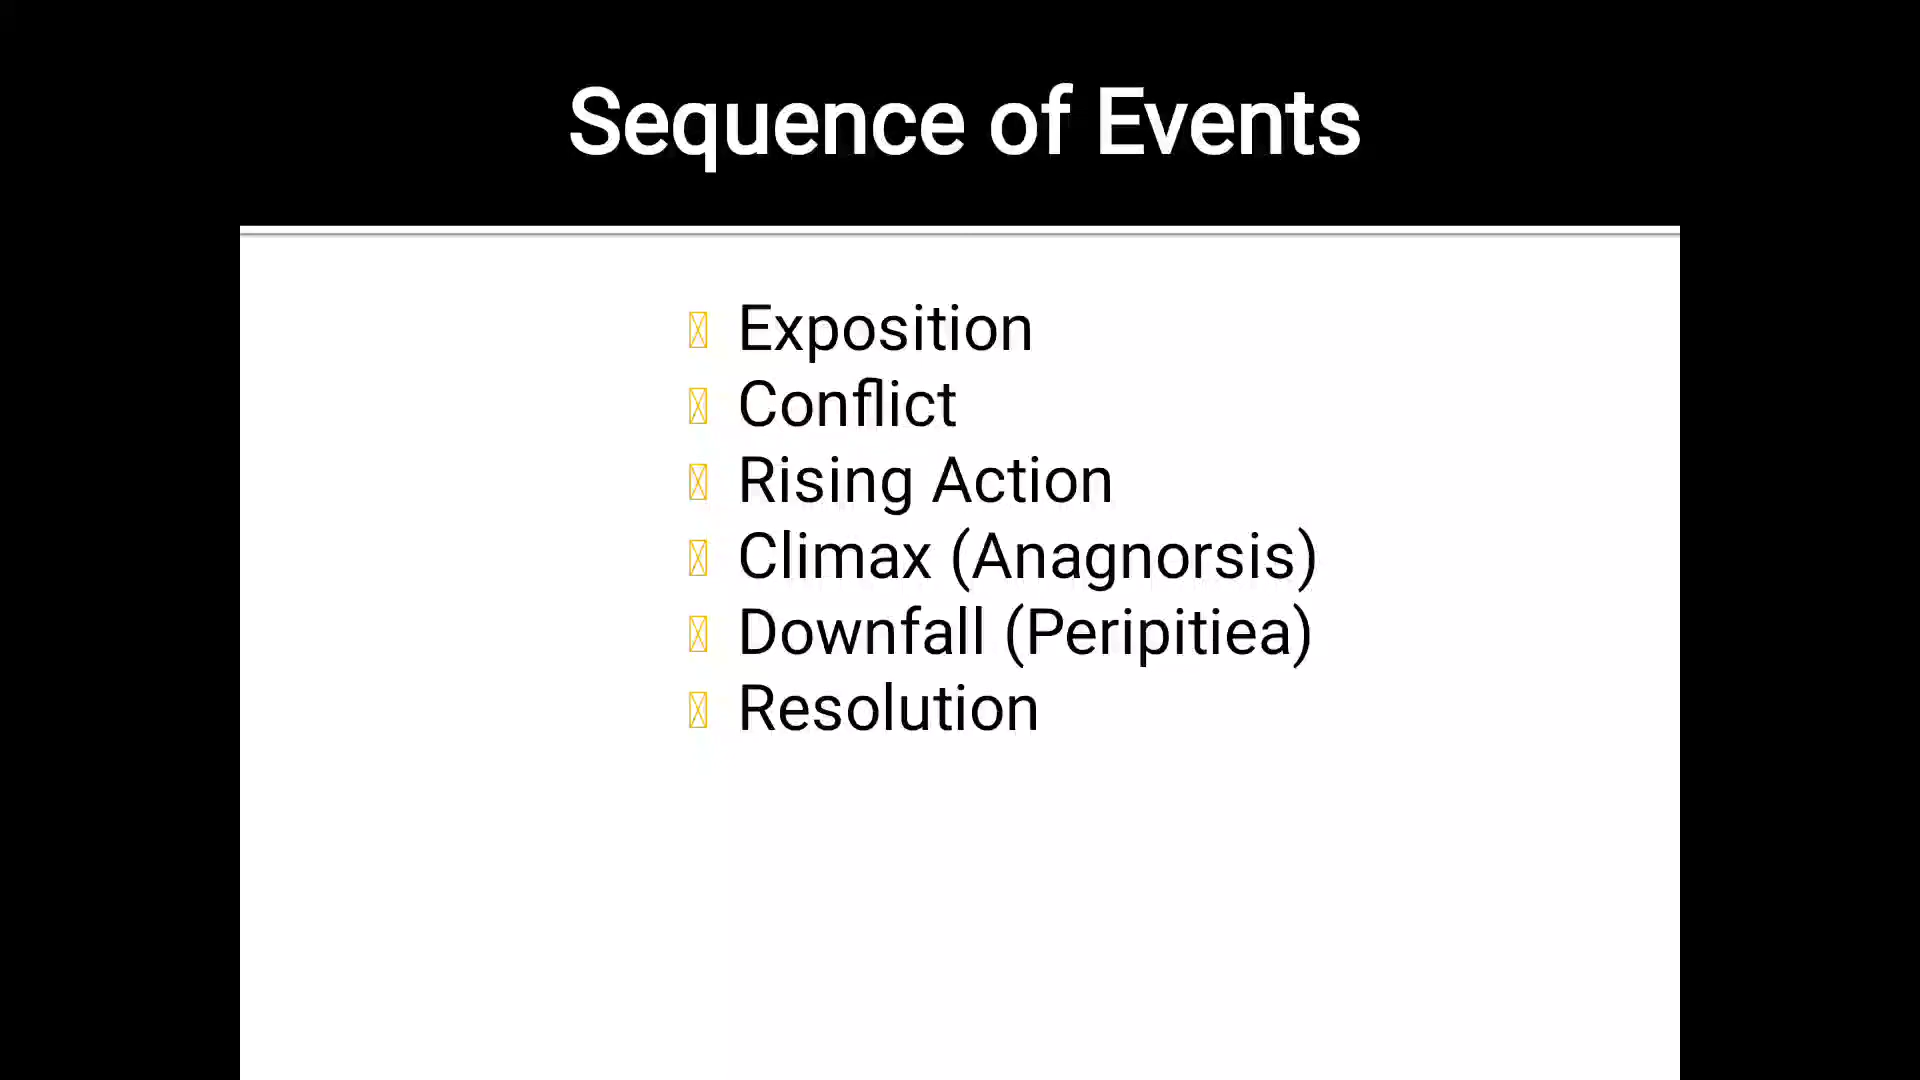 Sequence of Events
Exposition
Conflict
Rising Action
Climax (Anagnorsis)
Downfall (Peripitiea)
Resolution